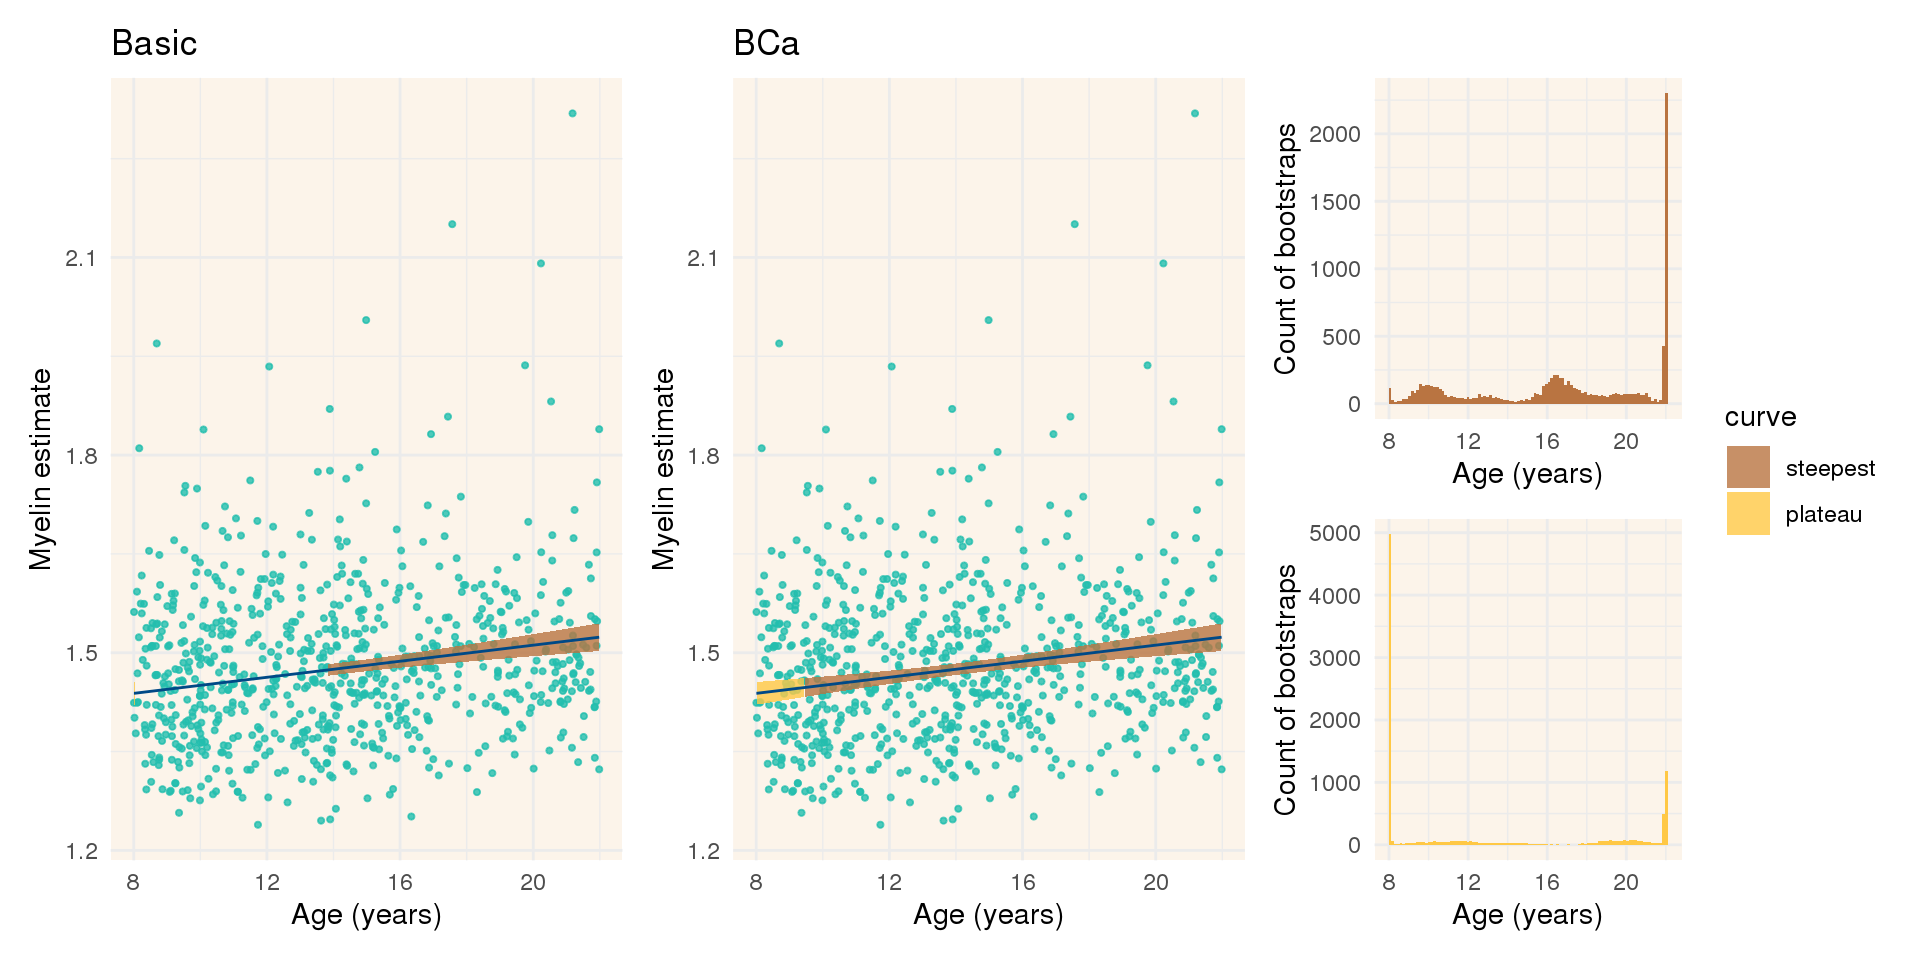 Basic
Myelin estimate
2.1
1.8
1.5
1.2
8 12 16 20
Age (years)
BCa
Myelin estimate
2.1
1.8
1.5
1.2
8 12 16 20
Age (years)
Count of bootstraps
2000
1500
1000
500
0
8 12 16 20
Age (years)
Count of bootstraps
5000
4000
3000
2000
1000
0
8 12 16 20
Age (years)
curve
steepest
plateau